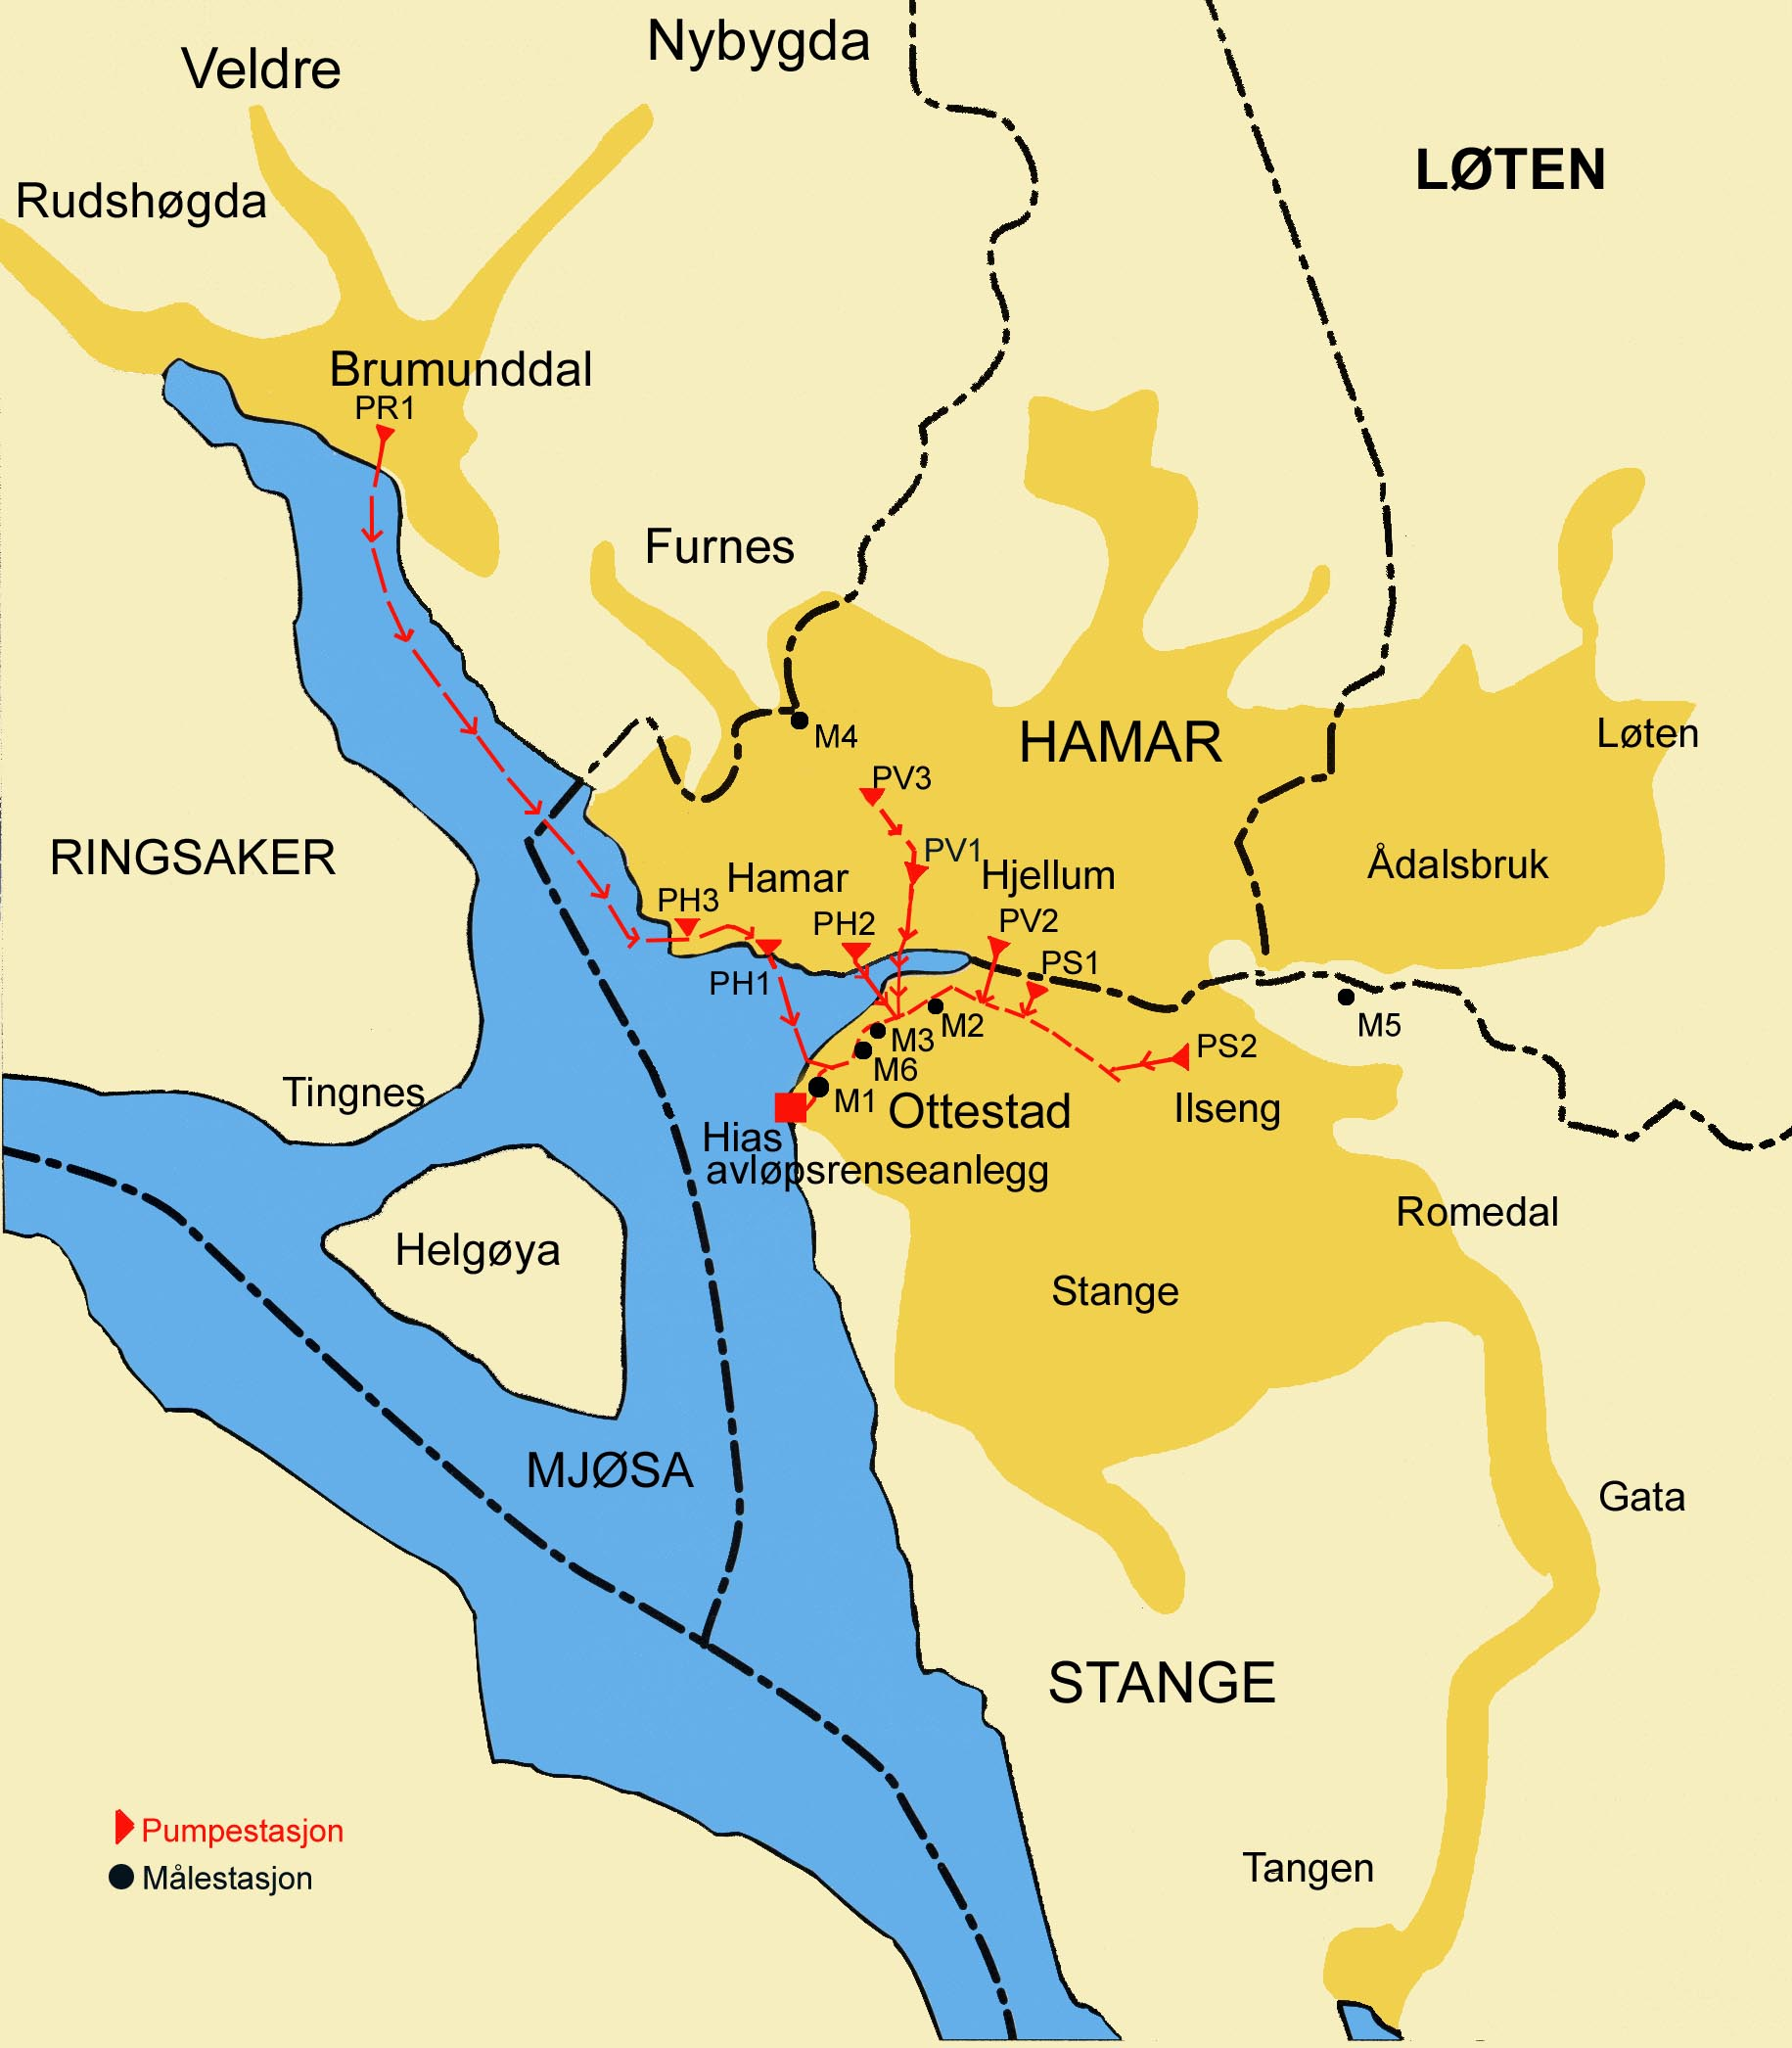 Nybygda
Veldre
LØTEN
Rudshøgda
Brumunddal
PR1
Furnes
M4
HAMAR
Løten
PV3
RINGSAKER
PV1
Hjellum
Ådalsbruk
Hamar
PH3
PH2
PV2
PS1
PH1
M2
M5
M3
PS2
M6
Tingnes
M1
Ottestad
Ilseng
Hias
avløpsrenseanlegg
Romedal
Helgøya
Stange
MJØSA
Gata
STANGE
Pumpestasjon
Tangen
Målestasjon